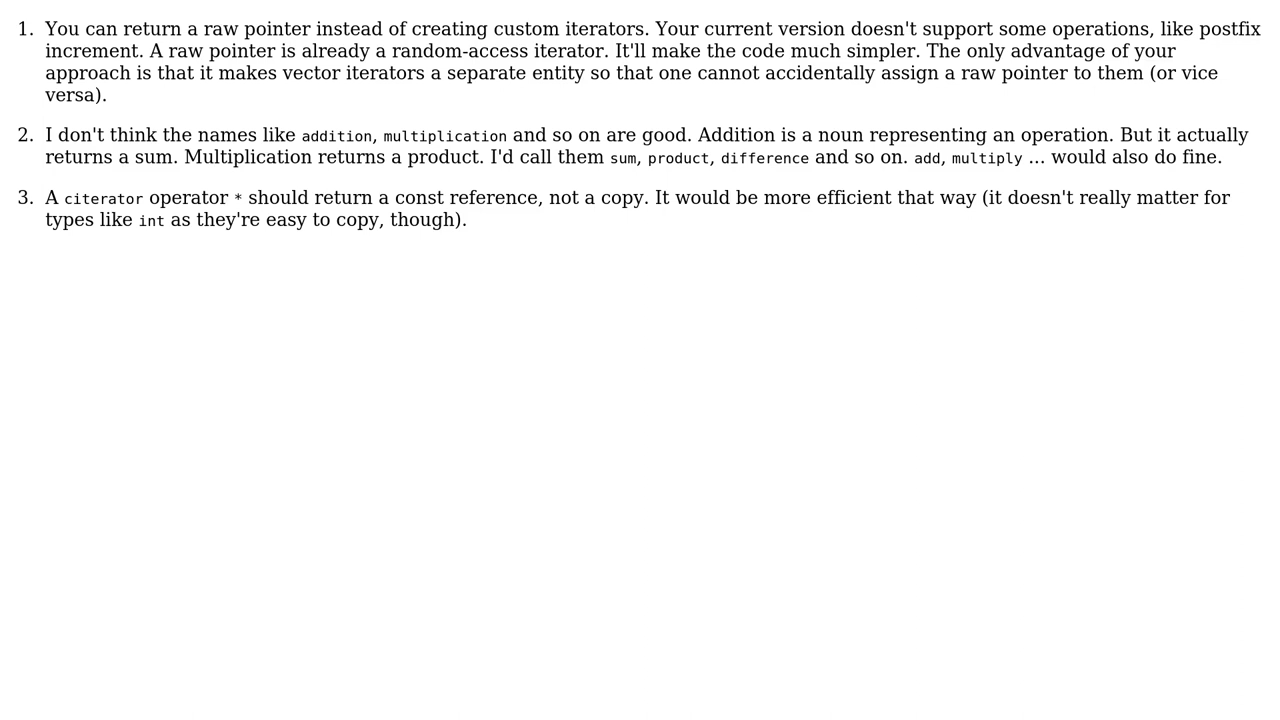 1. You can return a raw pointer instead of creating custom iterators. Your current version doesn't support some operations, like postfix
increment. A raw pointer is already a random-access iterator. It'll make the code much simpler. The only advantage of your
approach is that it makes vector iterators a separate entity so that one cannot accidentally assign a raw pointer to them (or vice
versa).
2. I don't think the names like addition, multiplication and so on are good. Addition is a noun representing an operation. But it actually
returns a sum. Multiplication returns a product. I'd call them sum, product, difference and so on. add, multiply ... would also do fine.
3. A citerator operator * should return a const reference, not a copy. It would be more efficient that way (it doesn't really matter for
types like int as they're easy to copy, though).